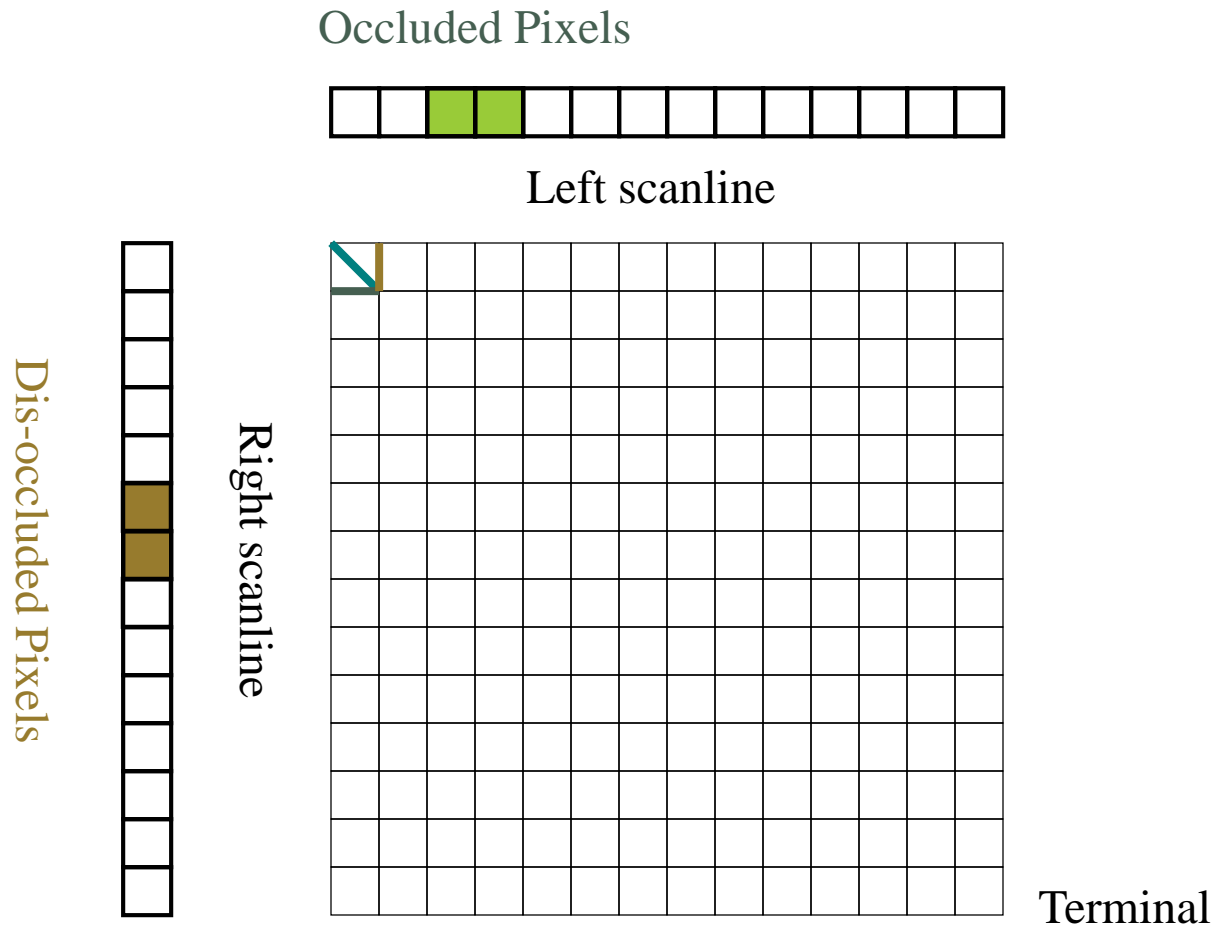 Occluded Pixels
Left scanline
Dis-occluded Pixels
Right scanline
Terminal